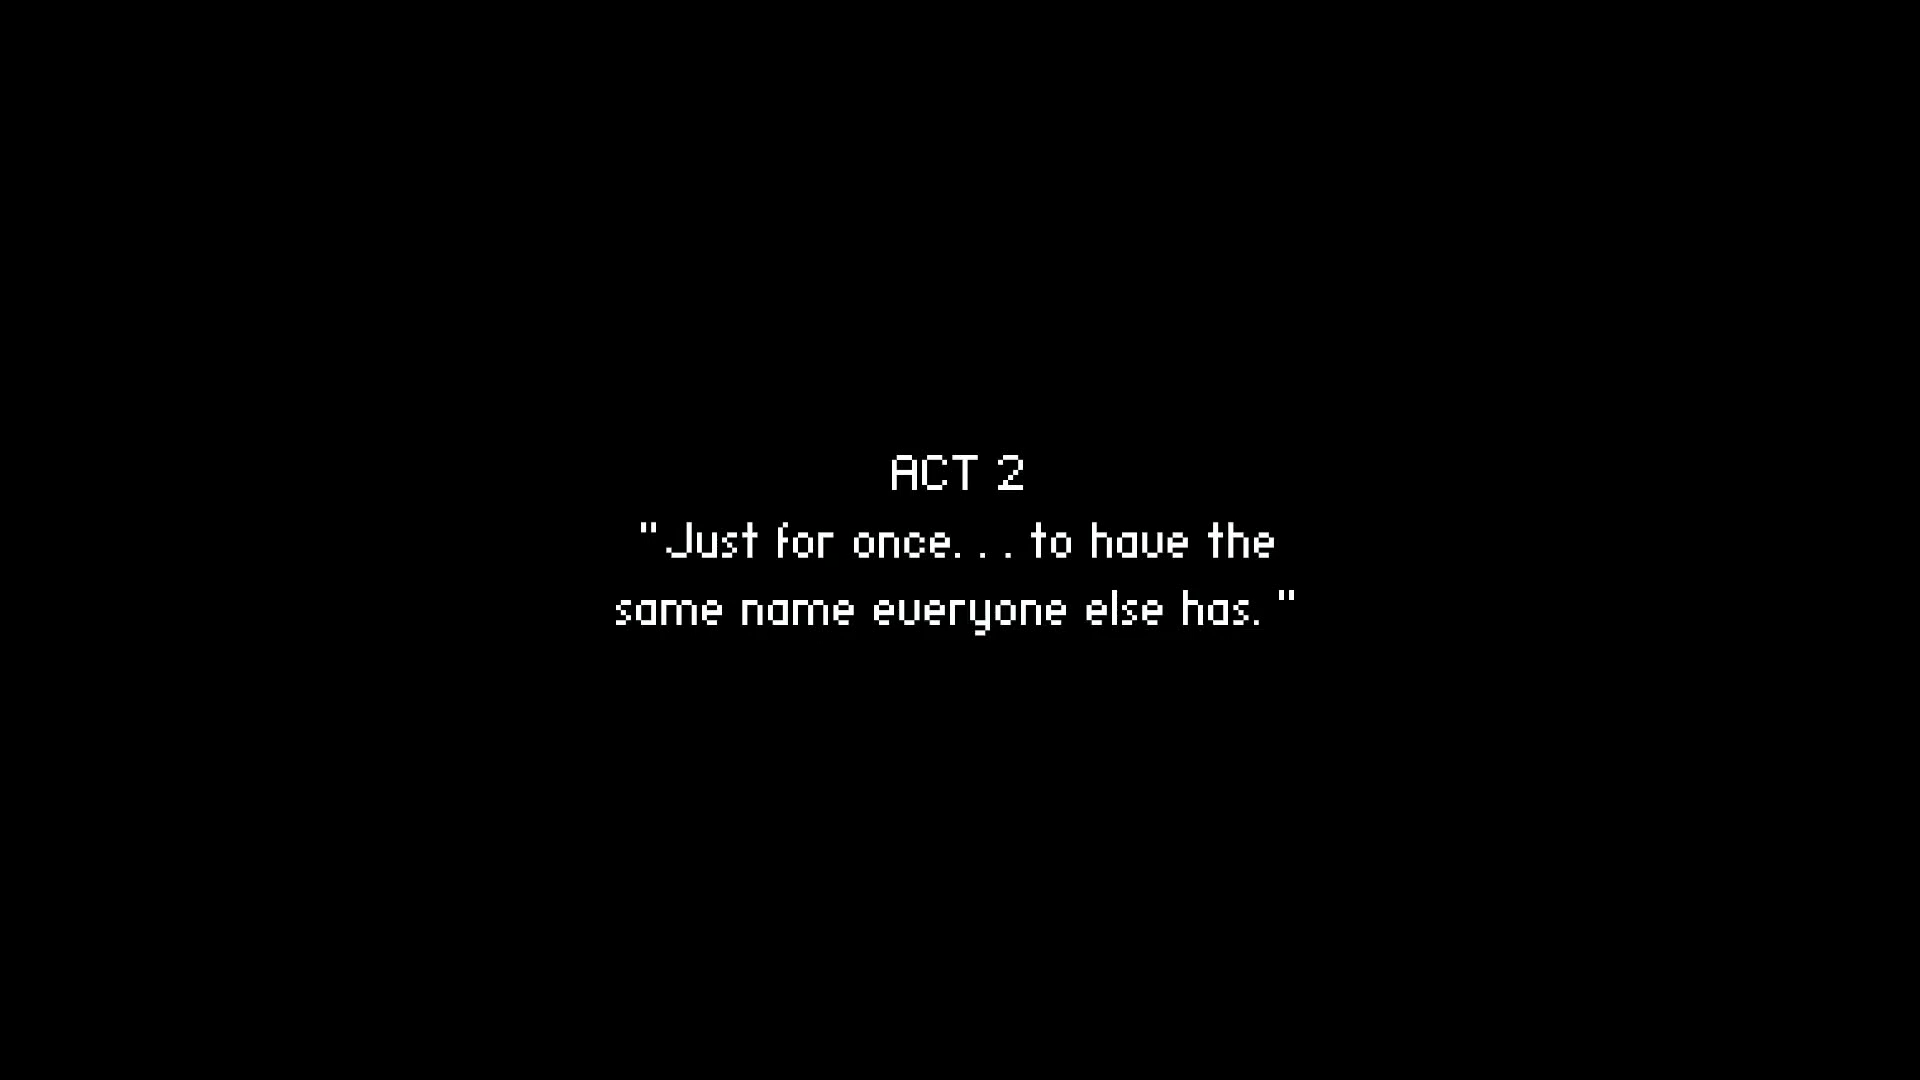 ACT 2
"Just for once... to have the
same name everyone else has."